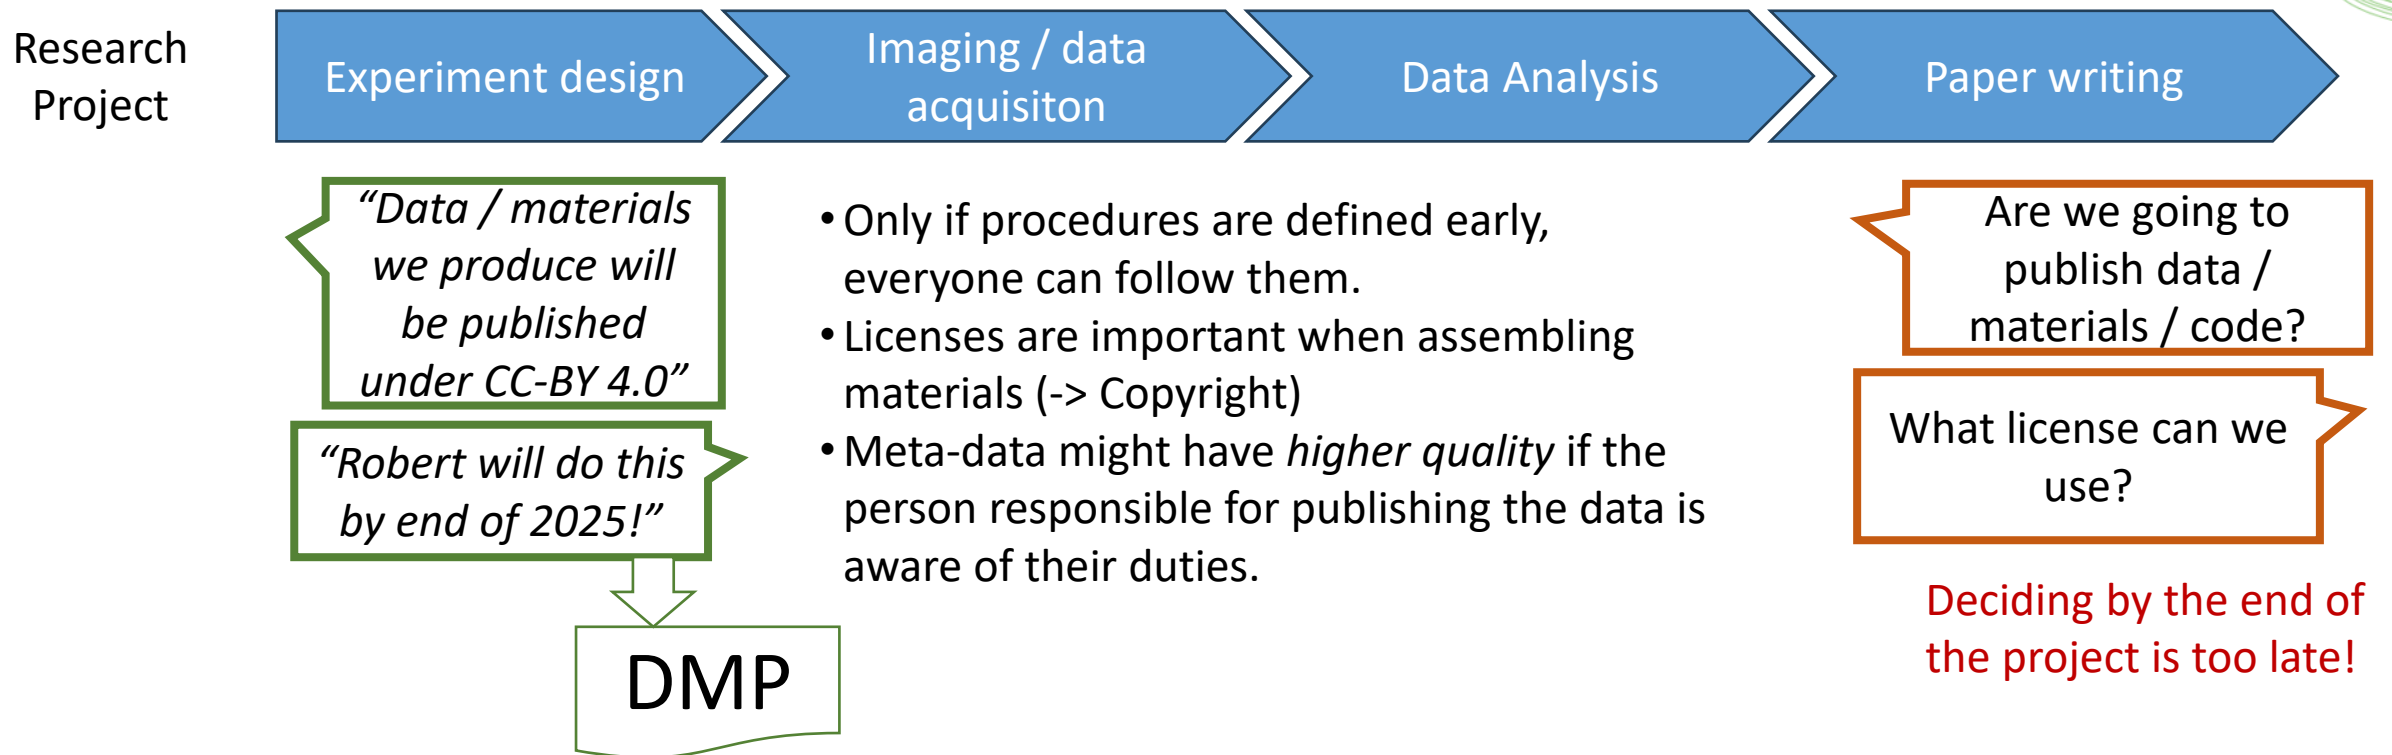 Research
Project
Experiment design
Imaging / data
acquisiton
Data Analysis
Paper writing
“Data / materials
we produce will
be published
under CC-BY 4.0”
“Robert will do this
by end of 2025!”
DMP
• Only if procedures are defined early,
everyone can follow them.
• Licenses are important when assembling
materials (-> Copyright)
• Meta-data might have higher quality if the
person responsible for publishing the data is
aware of their duties.
Are we going to
publish data /
materials / code?
What license can we
use?
Deciding by the end of
the project is too late!